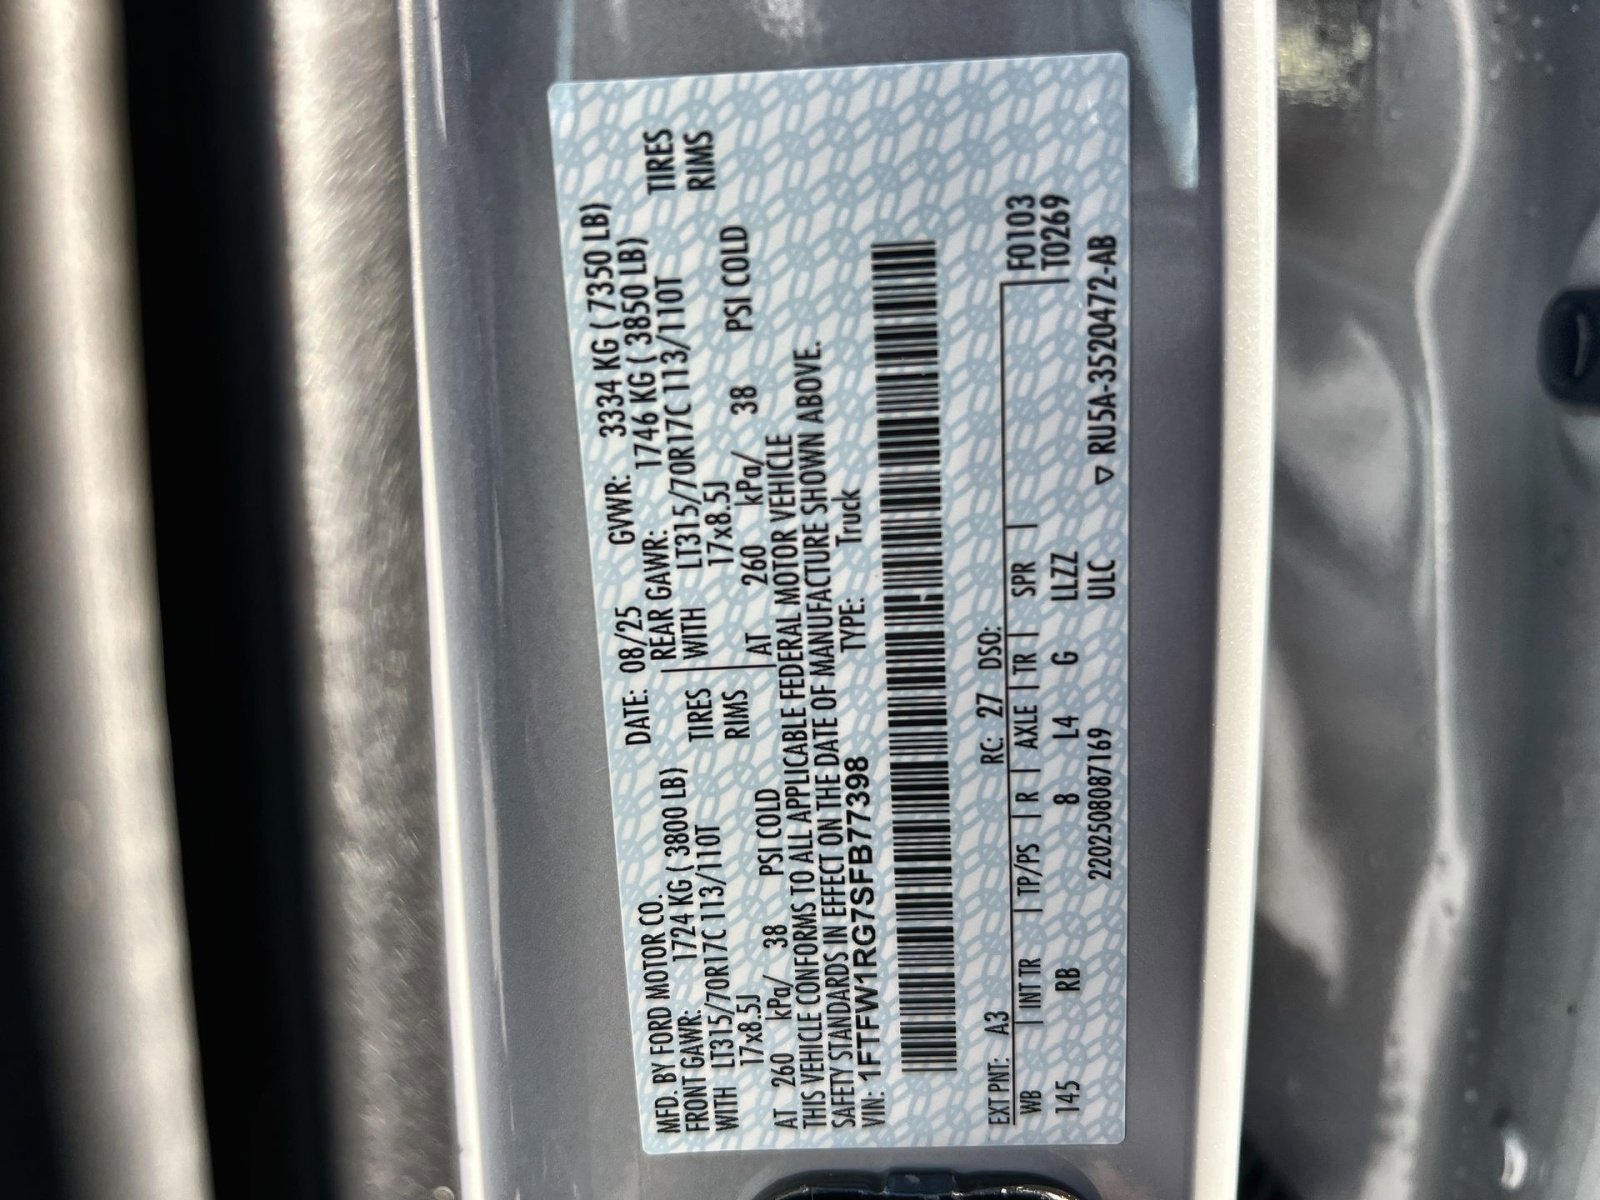 MFD. BY FORD MOTOR CO.
DATE: 08/25 GVWR: 3334 KG ( 7350 LB)
FRONT GAWR: 1724 KG ( 3800 LB) REAR GAWR: 1746 KG ( 3850 LB)
WITH LT315/70R17C 113/110T TIRES WITH LT315/70R17C 113/110T TIRES
17x8.5J RIMS 17x8.5J RIMS
AT 260 kPa/ 38 PSI COLD AT 260 kPa/ 38 PSI COLD
THIS VEHICLE CONFORMS TO ALL APPLICABLE FEDERAL MOTOR VEHICLE
SAFETY STANDARDS IN EFFECT ON THE DATE OF MANUFACTURE SHOWN ABOVE.
VIN: 1FTFW1RG7SFB77398 TYPE: Truck
EXT PNT: A3 RC: 27 DSO: F0103
WB INT TR TP/PS R AXLE TR SPR T0269
145 RB 8 L4 G LLZZ
2202508087169 ULC ▽ RU5A-3520472-AB